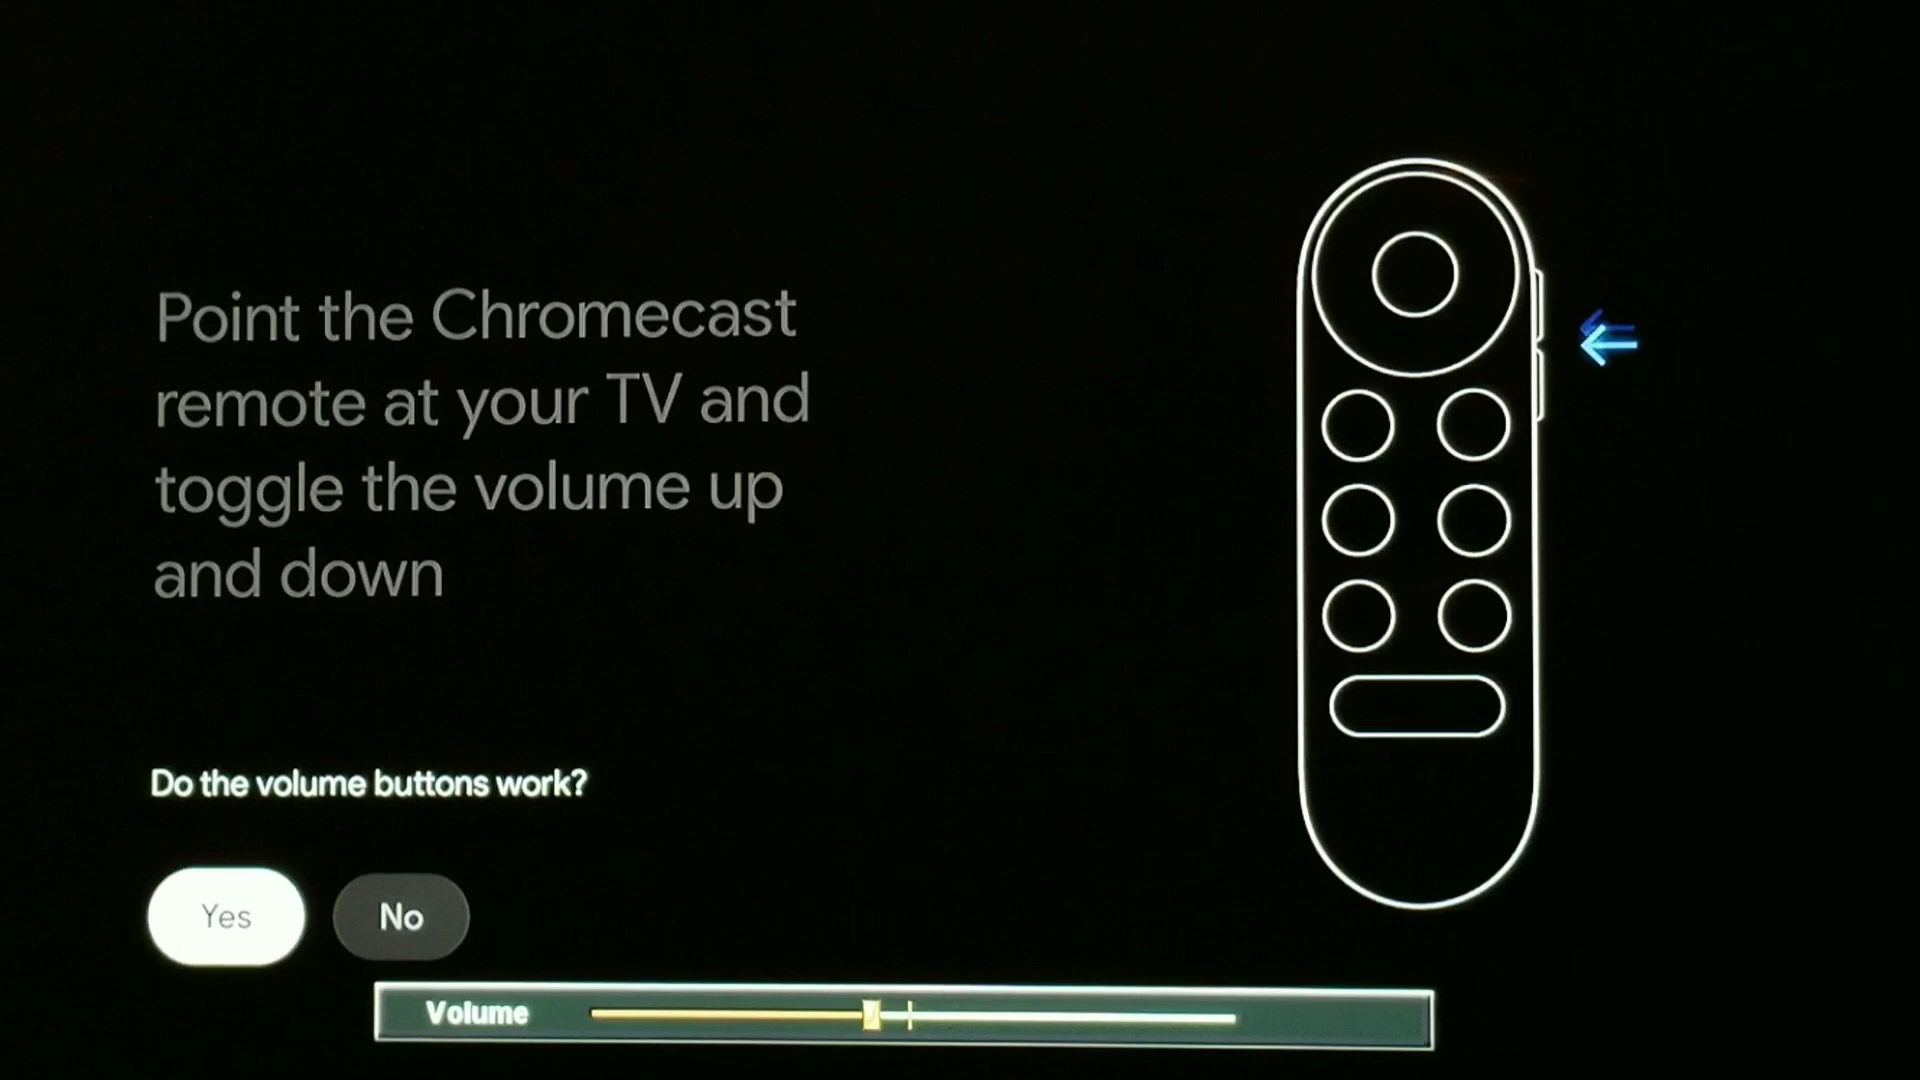 Point the Chromecast
remote at your TV and
toggle the volume up
and down
Do the volume buttons work?
Yes
No
Volume